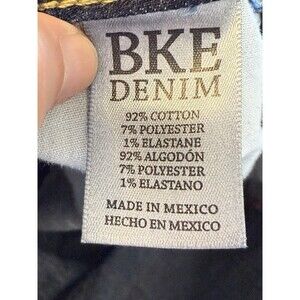 BKE
DENIM
92% COTTON
7% POLYESTER
1% ELASTANE
92% ALGODÓN
7% POLYESTER
1% ELASTANO
MADE IN MEXICO
HECHO EN MEXICO